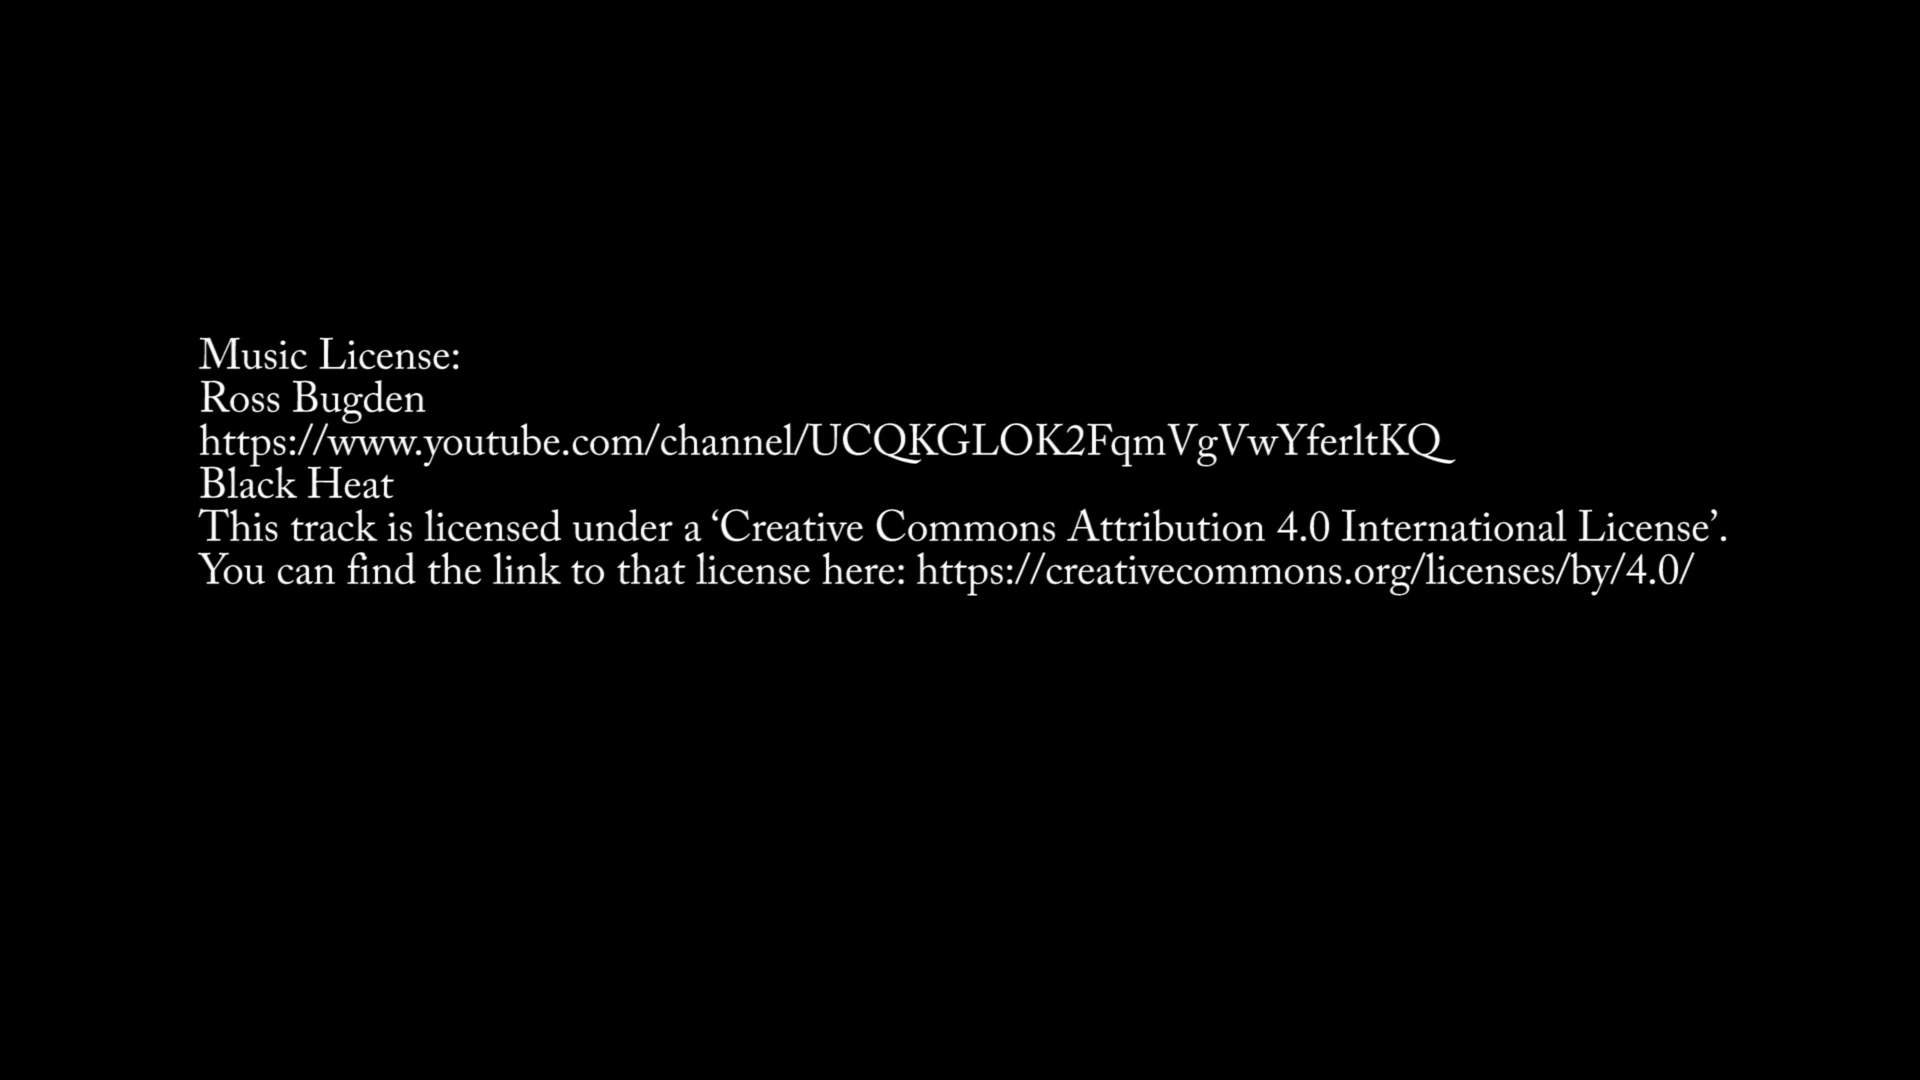 Music License:
Ross Bugden
https://www.youtube.com/channel/UCQKGLOK2FqmVgVwYferltKQ
Black Heat
This track is licensed under a ‘Creative Commons Attribution 4.0 International License’.
You can find the link to that license here: https://creativecommons.org/licenses/by/4.0/